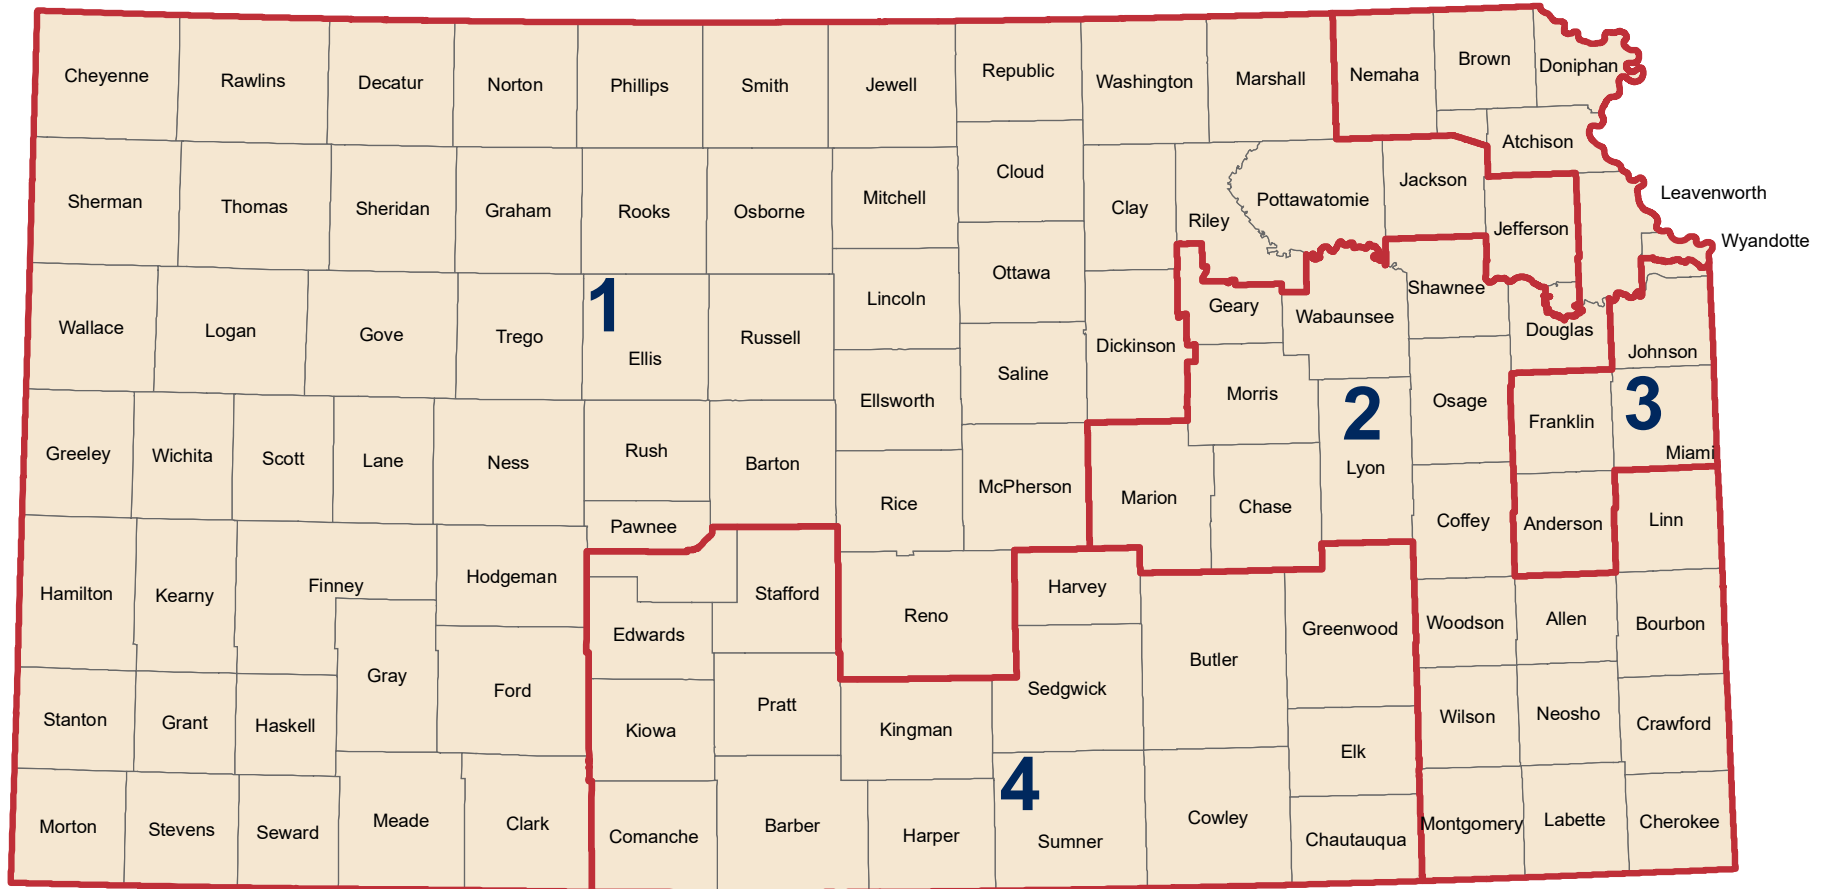 Cheyenne
Rawlins
Decatur
Norton
Phillips
Smith
Jewell
Republic
Washington
Marshall
Nemaha
Brown
Doniphan
Atchison
Sherman
Thomas
Sheridan
Graham
Rooks
Osborne
Mitchell
Cloud
Clay
Riley
Pottawatomie
Jackson
Jefferson
Leavenworth
Wyandotte
Wallace
Logan
Gove
Trego
1
Ellis
Russell
Lincoln
Ottawa
Saline
Dickinson
Geary
Wabaunsee
Shawnee
Douglas
Johnson
Greeley
Wichita
Scott
Lane
Ness
Rush
Barton
Ellsworth
Rice
McPherson
Marion
Morris
Chase
2
Lyon
Osage
Franklin
3
Miami
Pawnee
Coffey
Anderson
Linn
Hamilton
Kearny
Finney
Hodgeman
Edwards
Stafford
Reno
Harvey
Butler
Greenwood
Woodson
Allen
Bourbon
Gray
Ford
Kiowa
Pratt
Kingman
Sedgwick
Stanton
Grant
Haskell
Elk
Wilson
Neosho
Crawford
Morton
Stevens
Seward
Meade
Clark
Comanche
Barber
Harper
4
Sumner
Cowley
Chautauqua
Montgomery
Labette
Cherokee